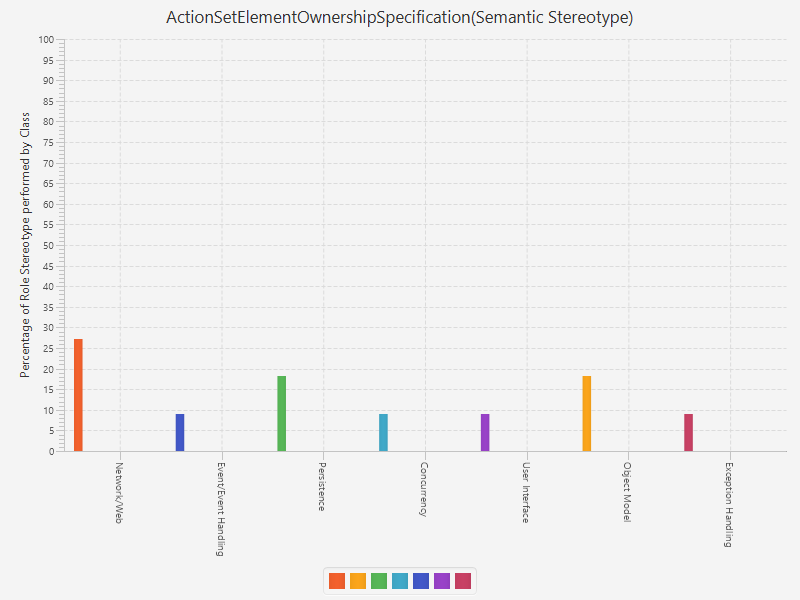 ActionSetElementOwnershipSpecification(Semantic Stereotype)
Percentage of Role Stereotype performed by Class
100
95
90
85
80
75
70
65
60
55
50
45
40
35
30
25
20
15
10
5
0
Network/Web
Event/Event Handling
Persistence
Concurrency
User Interface
Object Model
Exception Handling